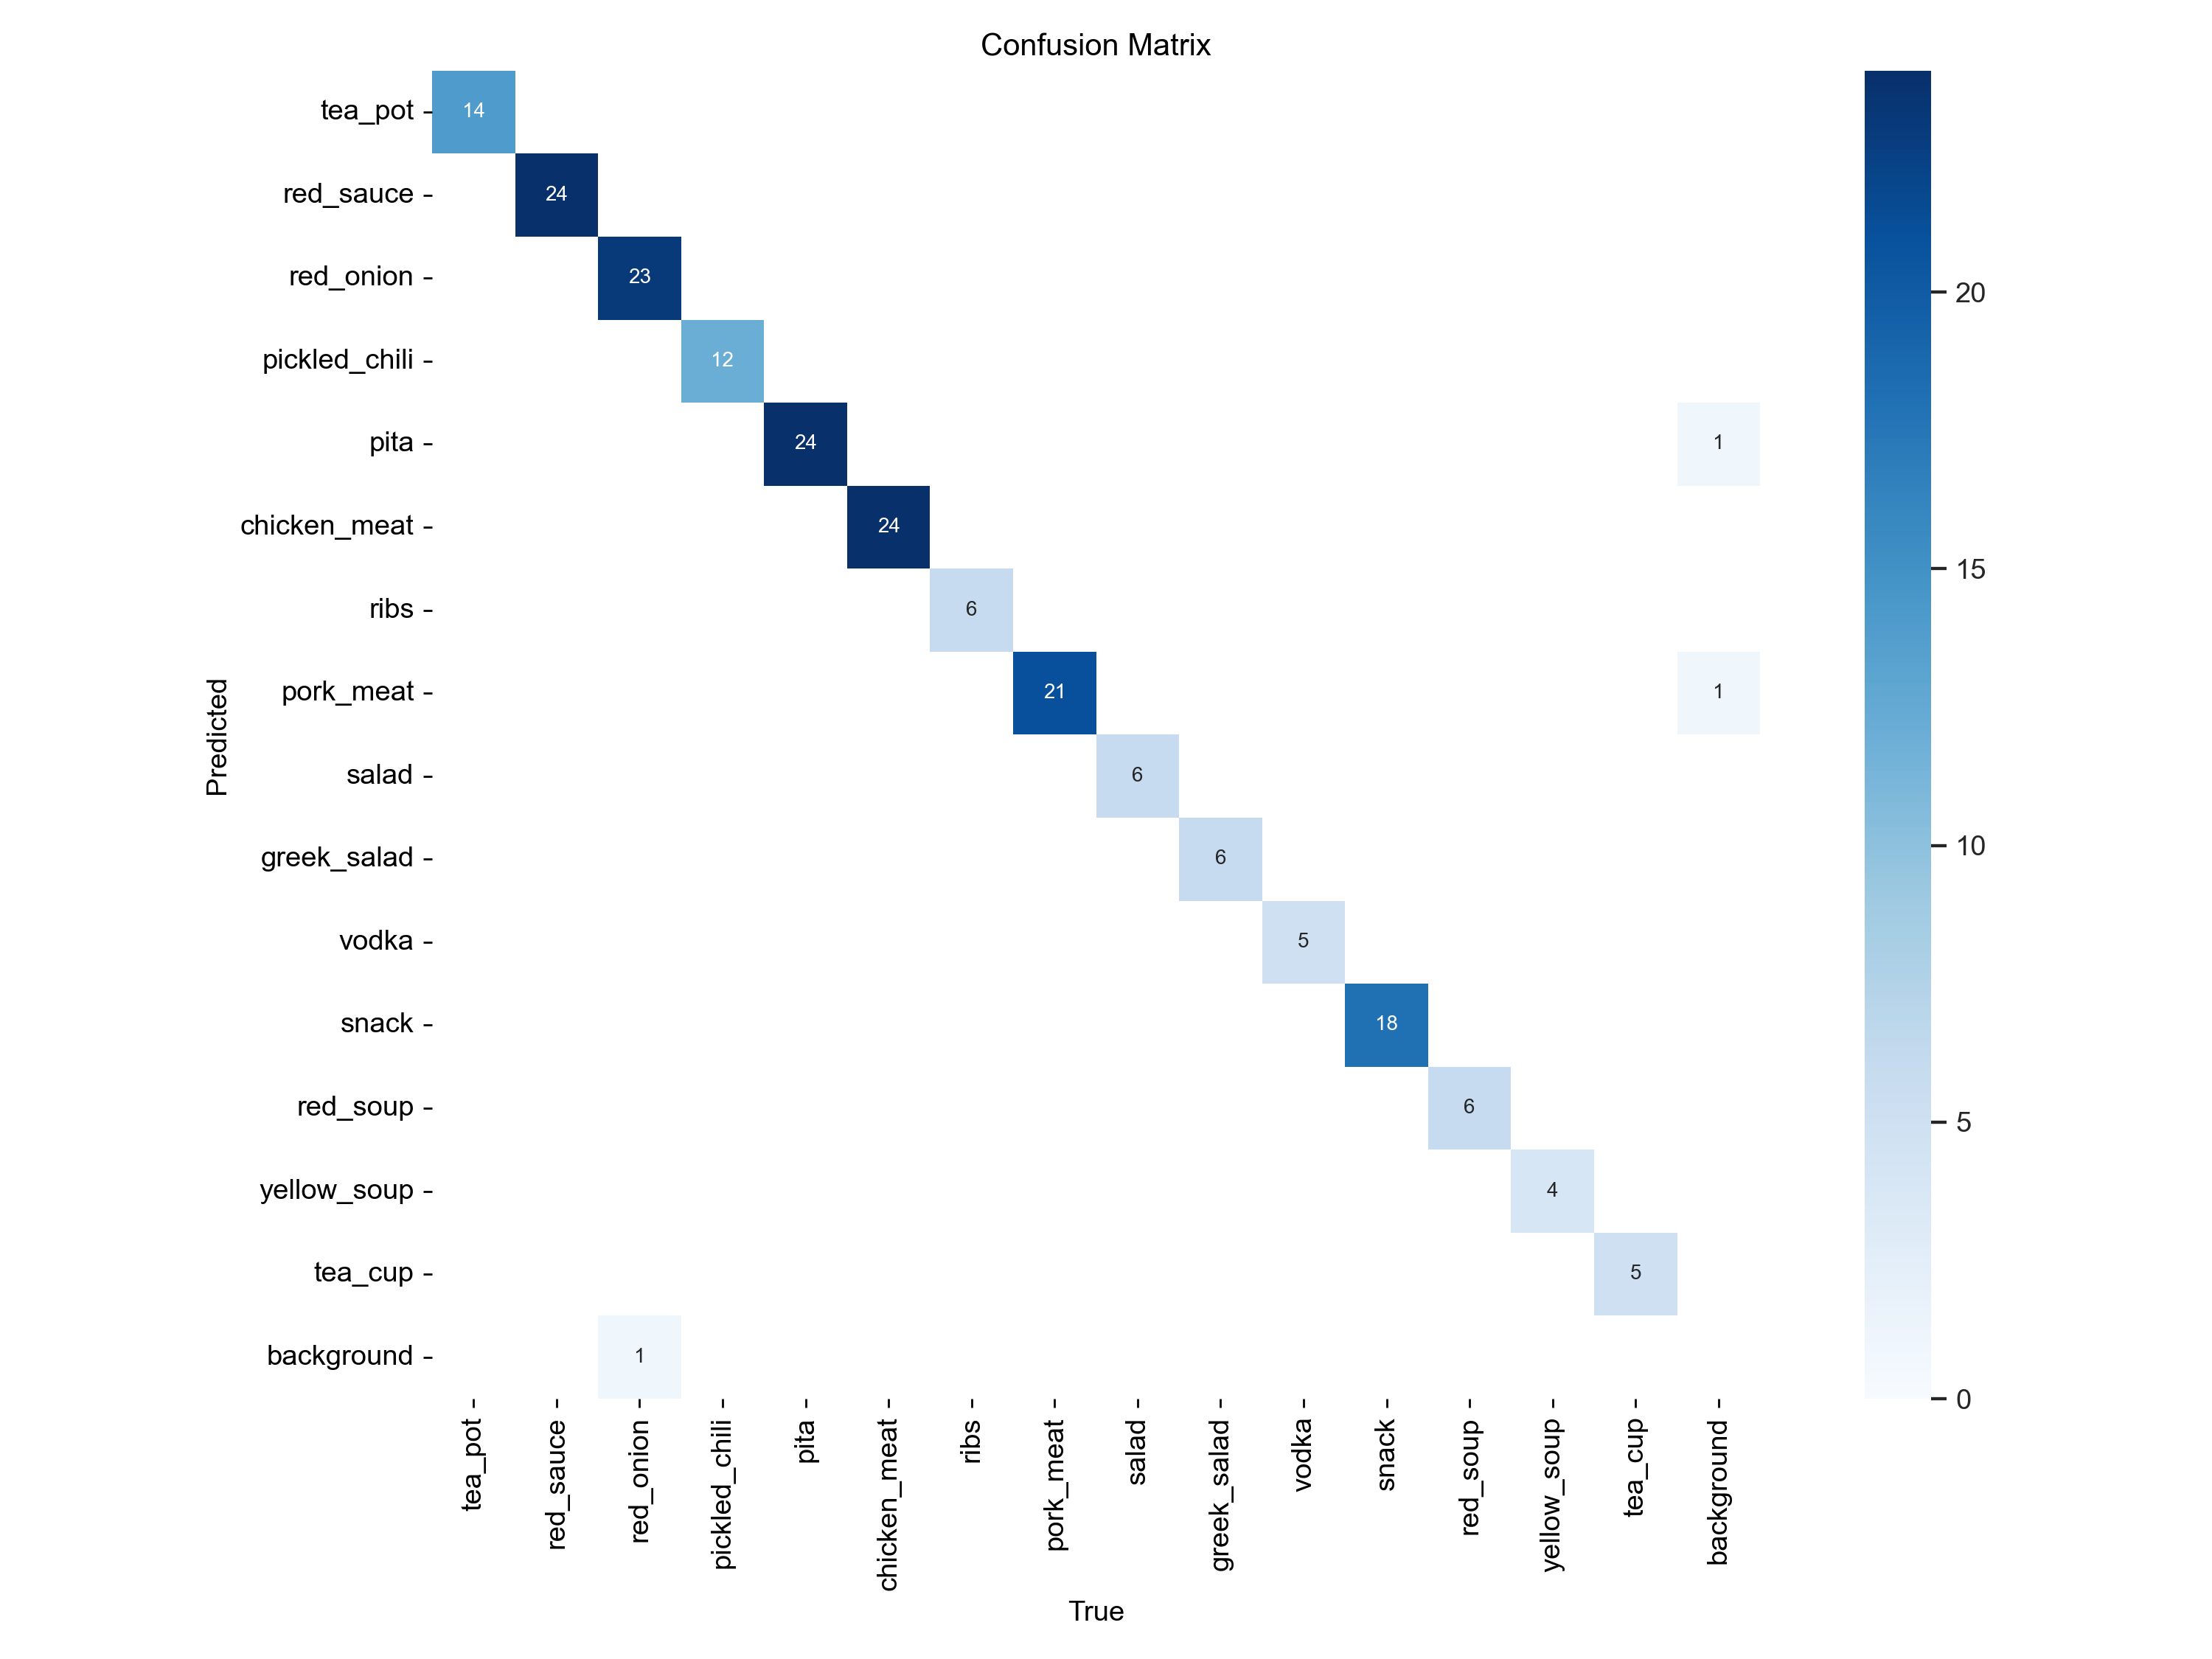 Confusion Matrix
tea_pot
14
red_sauce
24
red_onion
23
pickled_chili
12
pita
24
1
chicken_meat
24
ribs
6
pork_meat
21
1
salad
6
greek_salad
6
vodka
5
snack
18
red_soup
6
yellow_soup
4
tea_cup
5
background
1
Predicted
tea_pot
red_sauce
red_onion
pickled_chili
pita
chicken_meat
ribs
pork_meat
salad
greek_salad
vodka
snack
red_soup
yellow_soup
tea_cup
background
True
20
15
10
5
0